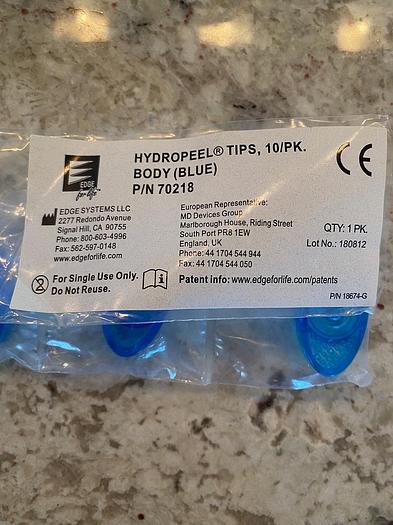 HYDROPEEL® TIPS, 10/PK.
BODY (BLUE)
P/N 70218
CE
EDGE
for life
EDGE SYSTEMS LLC
2277 Redondo Avenue
Signal Hill, CA 90755
Phone: 800-603-4996
Fax: 562-597-0148
www.edgeforlife.com
European Representative:
MD Devices Group
Marlborough House, Riding Street
South Port PR8 1EW
England, UK
Phone: 44 1704 544 944
Fax: 44 1704 544 050
QTY: 1 PK.
Lot No.: 180812
2
For Single Use Only.
Do Not Reuse.
i
Patent info: www.edgeforlife.com/patents
P/N 18674-G